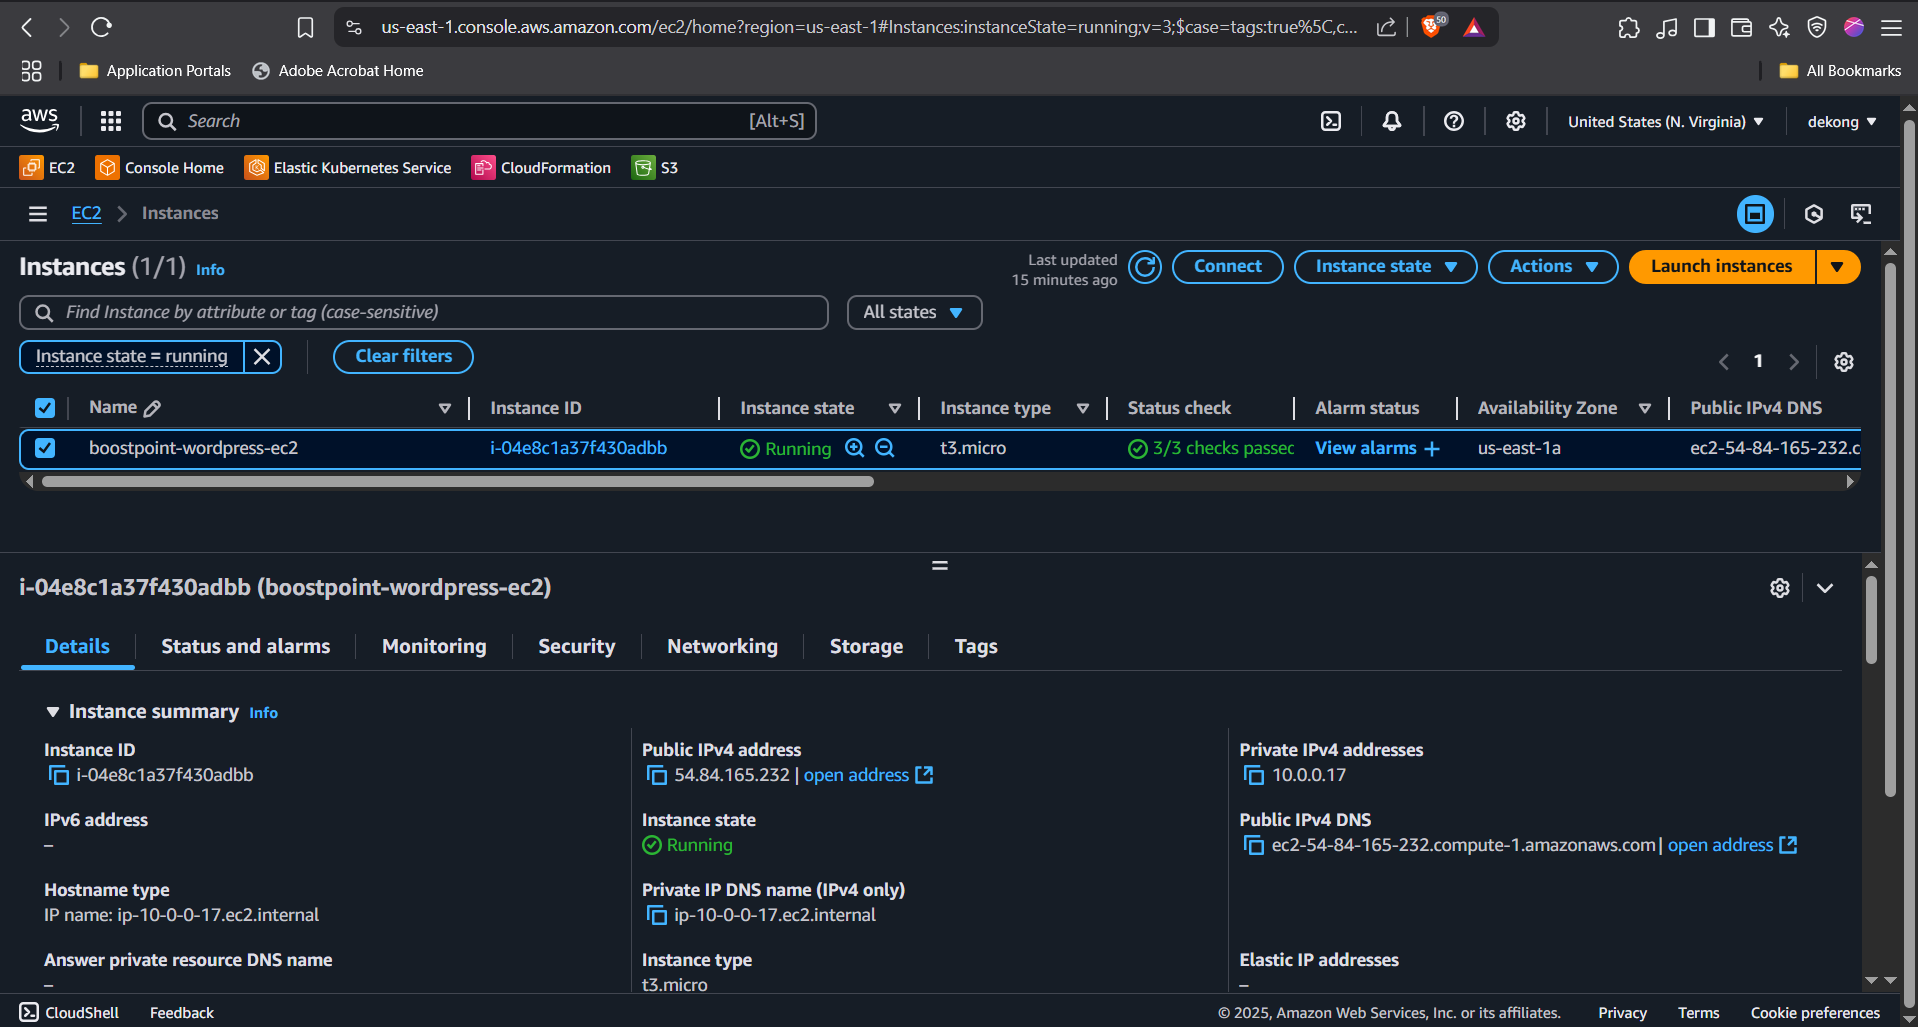 us-east-1.console.aws.amazon.com/ec2/home?region=us-east-1#Instances:instanceState=running;v=3;$case=tags:true%5C,c...
50
Application Portals
Adobe Acrobat Home
All Bookmarks
aws
Search
[Alt+S]
United States (N. Virginia)
dekong
EC2
Console Home
Elastic Kubernetes Service
CloudFormation
S3
EC2
Instances
Instances (1/1) Info
Last updated
15 minutes ago
Connect
Instance state
Actions
Launch instances
Find Instance by attribute or tag (case-sensitive)
All states
Instance state = running
Clear filters
1
Name
Instance ID
Instance state
Instance type
Status check
Alarm status
Availability Zone
Public IPv4 DNS
boostpoint-wordpress-ec2
i-04e8c1a37f430adbb
Running
t3.micro
3/3 checks passec
View alarms +
us-east-1a
ec2-54-84-165-232.c
i-04e8c1a37f430adbb (boostpoint-wordpress-ec2)
Details
Status and alarms
Monitoring
Security
Networking
Storage
Tags
Instance summary Info
Instance ID
i-04e8c1a37f430adbb
Public IPv4 address
54.84.165.232 | open address
Private IPv4 addresses
10.0.0.17
IPv6 address
–
Instance state
Running
Public IPv4 DNS
ec2-54-84-165-232.compute-1.amazonaws.com | open address
Hostname type
IP name: ip-10-0-0-17.ec2.internal
Private IP DNS name (IPv4 only)
ip-10-0-0-17.ec2.internal
Answer private resource DNS name
–
Instance type
t3.micro
Elastic IP addresses
–
CloudShell
Feedback
© 2025, Amazon Web Services, Inc. or its affiliates.
Privacy
Terms
Cookie preferences